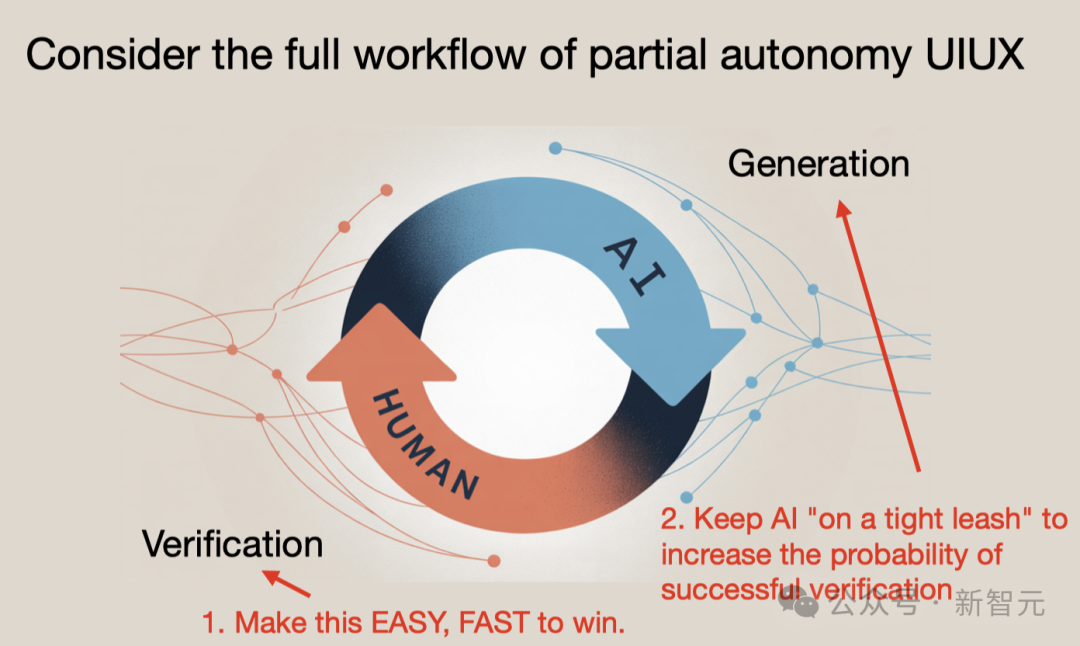 Consider the full workflow of partial autonomy UIUX
Generation
AI
HUMAN
Verification
2. Keep AI "on a tight leash" to
increase the probability of
successful verification
1. Make this EASY, FAST to win.
公众号 · 新智元